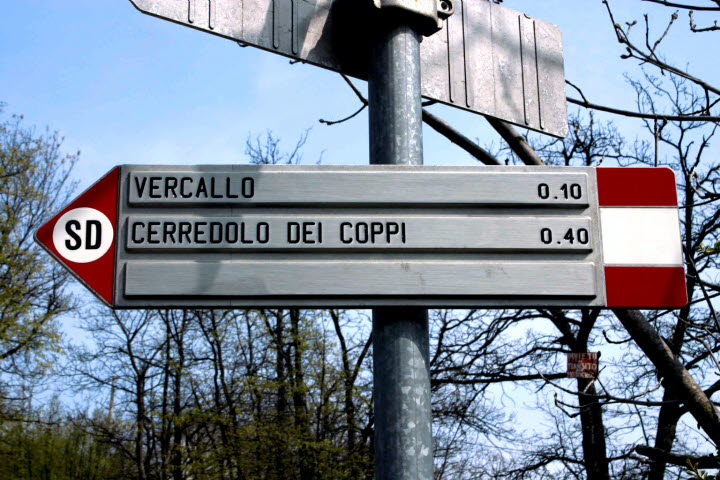 SD
VERCALLO 0.10
CERREDOLO DEI COPPI 0.40